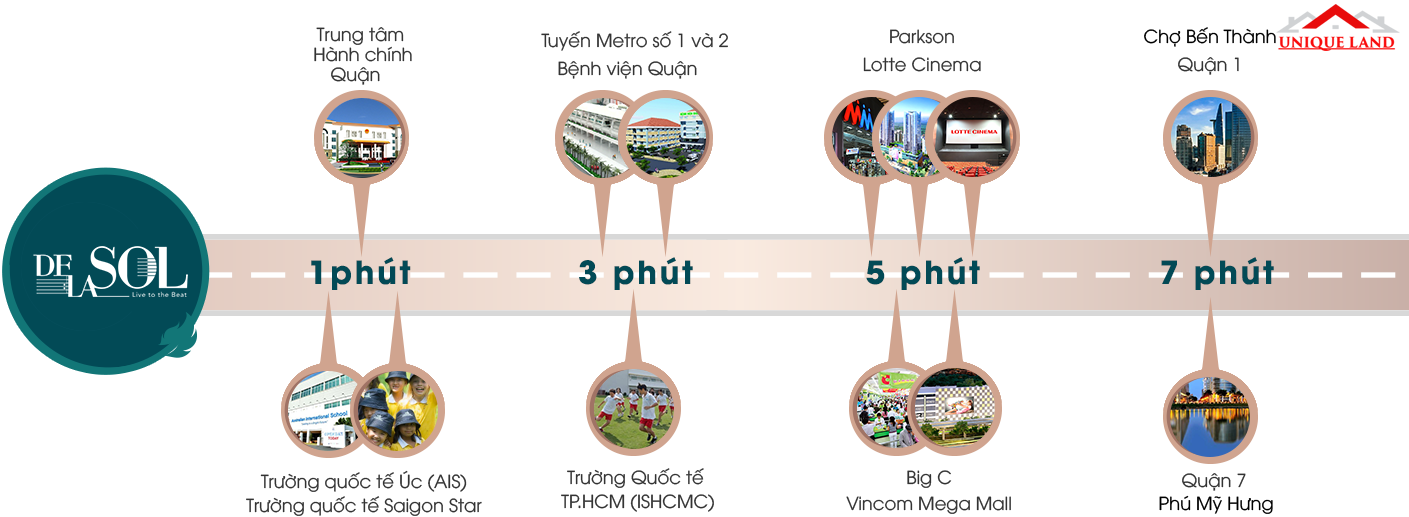 Trung tâm
Hành chính
Quận
Tuyến Metro số 1 và 2
Bệnh viện Quận
Parkson
Lotte Cinema
Chợ Bến Thành
Quận 1
UNIQUE LAND
LOTTE CINEMA
DE LA SOL
Live to the Beat
1 phút
3 phút
5 phút
7 phút
Australian International School
Trường quốc tế Úc (AIS)
Trường quốc tế Saigon Star
Trường Quốc tế
TP.HCM (ISHCMC)
Big C
Vincom Mega Mall
Quận 7
Phú Mỹ Hưng